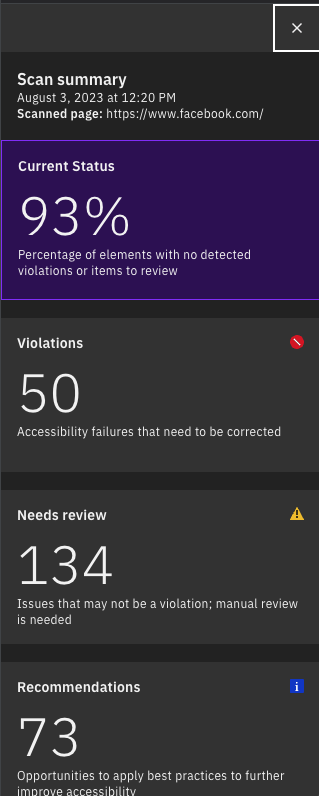 Scan summary
August 3, 2023 at 12:20 PM
Scanned page: https://www.facebook.com/
Current Status
93%
Percentage of elements with no detected
violations or items to review
Violations
50
Accessibility failures that need to be corrected
Needs review
134
Issues that may not be a violation; manual review
is needed
Recommendations
73
Opportunities to apply best practices to further
improve accessibility